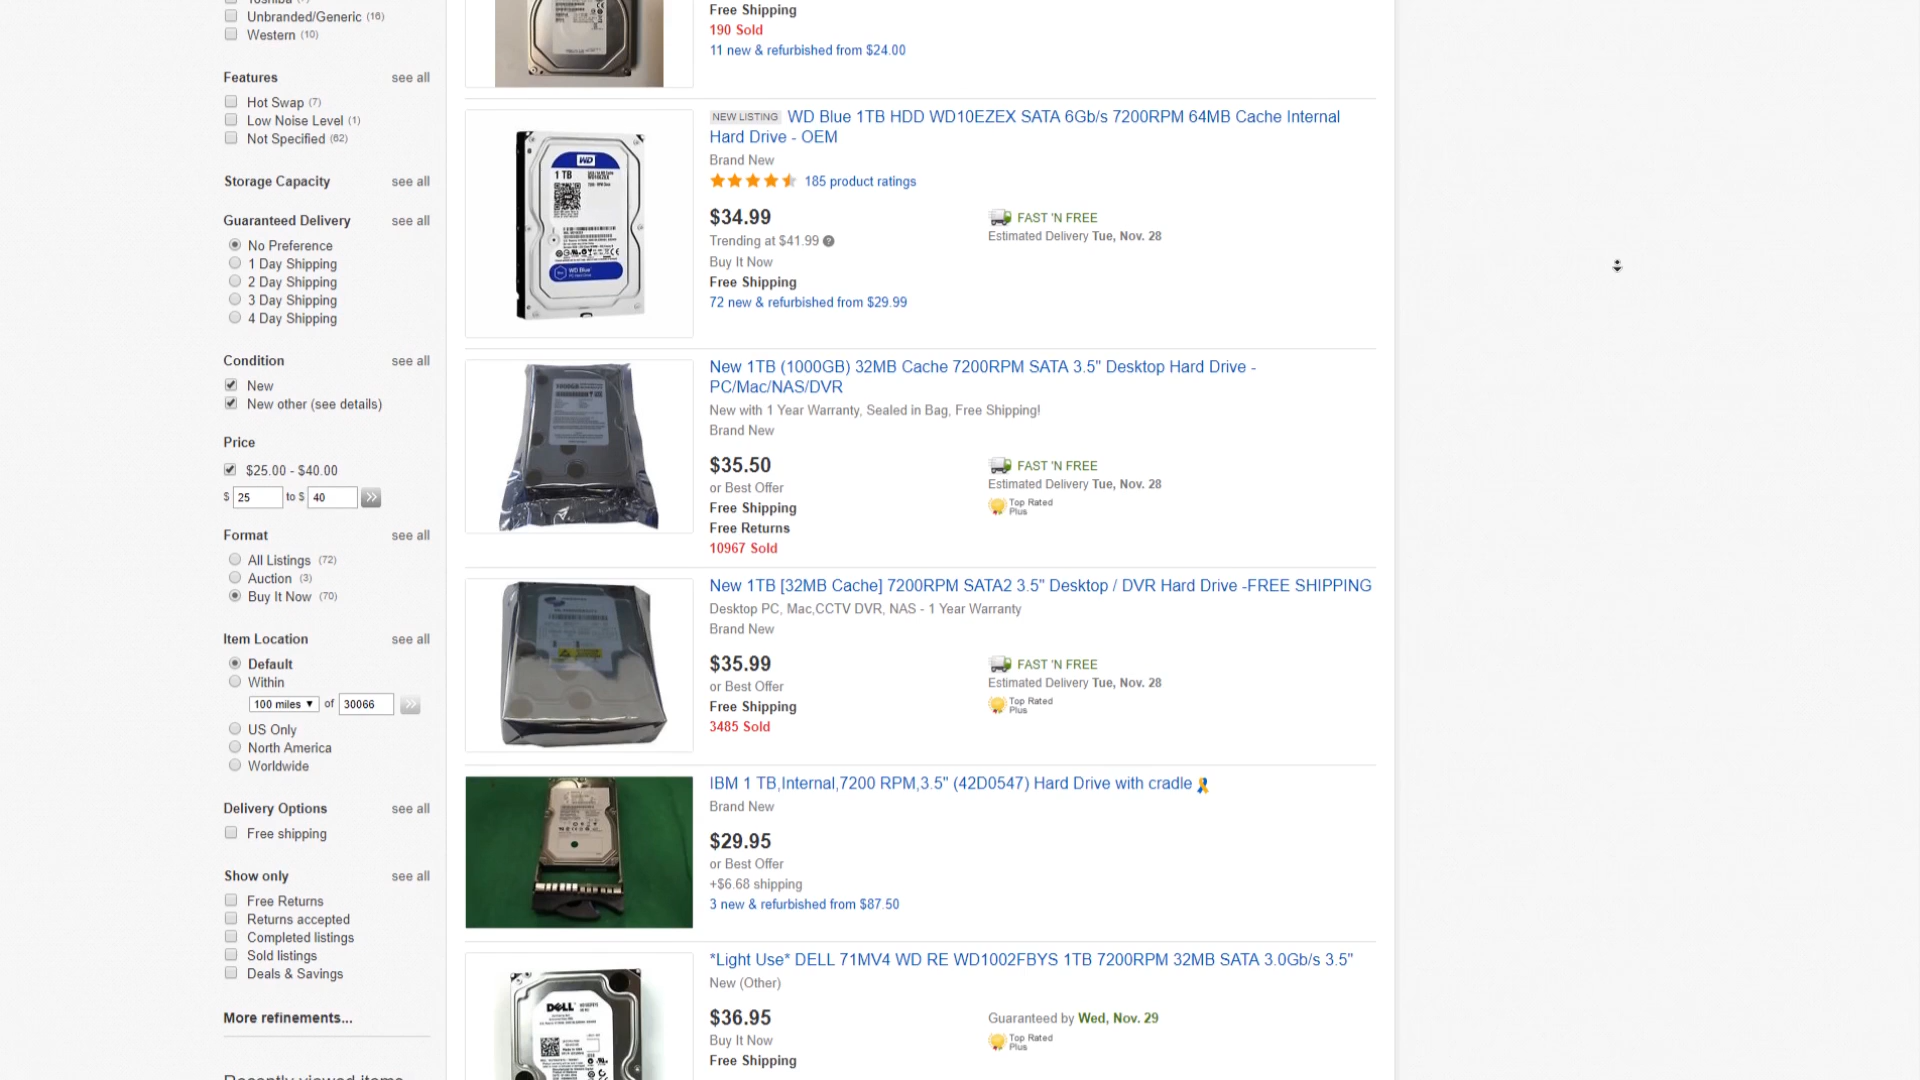 Unbranded/Generic (16)
Western (10)
Features see all
Hot Swap (7)
Low Noise Level (1)
Not Specified (62)
Storage Capacity see all
Guaranteed Delivery see all
No Preference
1 Day Shipping
2 Day Shipping
3 Day Shipping
4 Day Shipping
Condition see all
New
New other (see details)
Price
$25.00 - $40.00
$ 25 to $ 40
Format see all
All Listings (72)
Auction (3)
Buy It Now (70)
Item Location see all
Default
Within
100 miles of 30066
US Only
North America
Worldwide
Delivery Options see all
Free shipping
Show only see all
Free Returns
Returns accepted
Completed listings
Sold listings
Deals & Savings
More refinements...
Recently viewed items
Free Shipping
190 Sold
11 new & refurbished from $24.00
NEW LISTING WD Blue 1TB HDD WD10EZEX SATA 6Gb/s 7200RPM 64MB Cache Internal
Hard Drive - OEM
Brand New
185 product ratings
$34.99
Trending at $41.99
Buy It Now
Free Shipping
72 new & refurbished from $29.99
FAST 'N FREE
Estimated Delivery Tue, Nov. 28
WD
1 TB
WD Blue
New 1TB (1000GB) 32MB Cache 7200RPM SATA 3.5" Desktop Hard Drive -
PC/Mac/NAS/DVR
New with 1 Year Warranty, Sealed in Bag, Free Shipping!
Brand New
$35.50
or Best Offer
Free Shipping
Free Returns
10967 Sold
FAST 'N FREE
Estimated Delivery Tue, Nov. 28
Top Rated
Plus
New 1TB [32MB Cache] 7200RPM SATA2 3.5" Desktop / DVR Hard Drive -FREE SHIPPING
Desktop PC, Mac,CCTV DVR, NAS - 1 Year Warranty
Brand New
$35.99
or Best Offer
Free Shipping
3485 Sold
FAST 'N FREE
Estimated Delivery Tue, Nov. 28
Top Rated
Plus
IBM 1 TB,Internal,7200 RPM,3.5" (42D0547) Hard Drive with cradle
Brand New
$29.95
or Best Offer
+$6.68 shipping
3 new & refurbished from $87.50
*Light Use* DELL 71MV4 WD RE WD1002FBYS 1TB 7200RPM 32MB SATA 3.0Gb/s 3.5"
New (Other)
$36.95
Buy It Now
Free Shipping
Guaranteed by Wed, Nov. 29
Top Rated
Plus
DELL